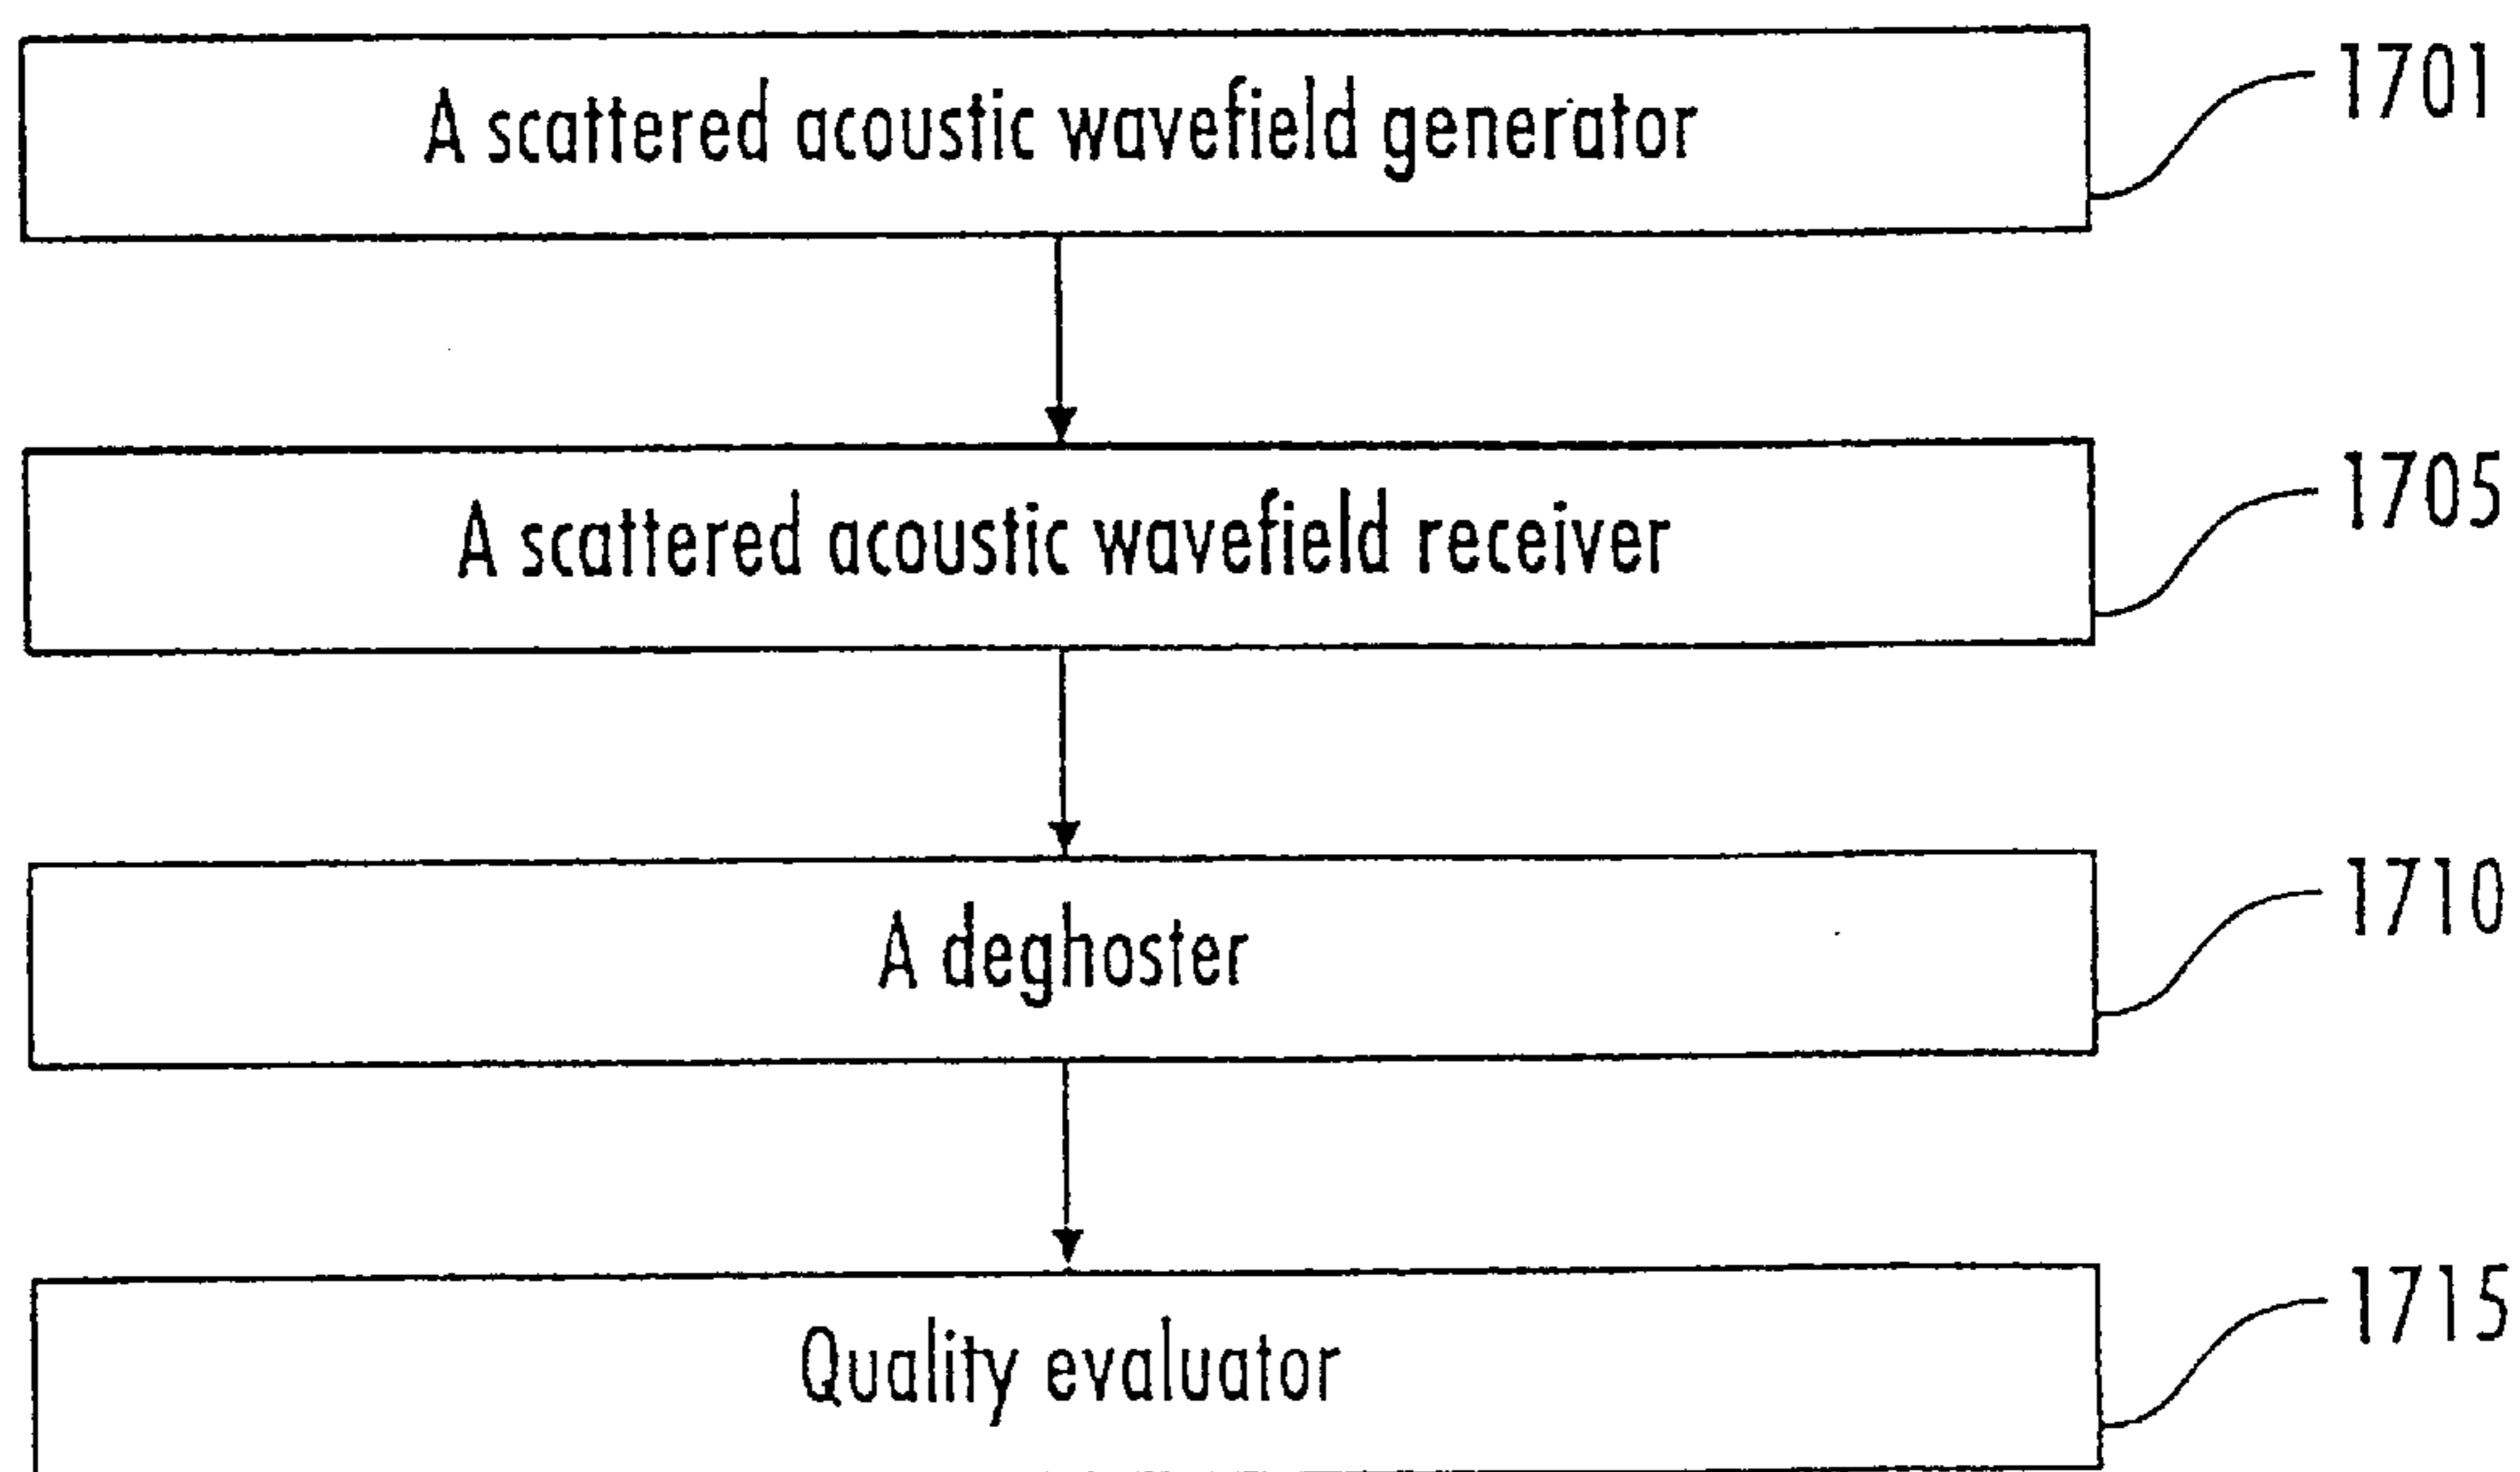 A scattered acoustic wavefield generator
1701
A scattered acoustic wavefield receiver
1705
A deghoster
1710
Quality evaluator
1715